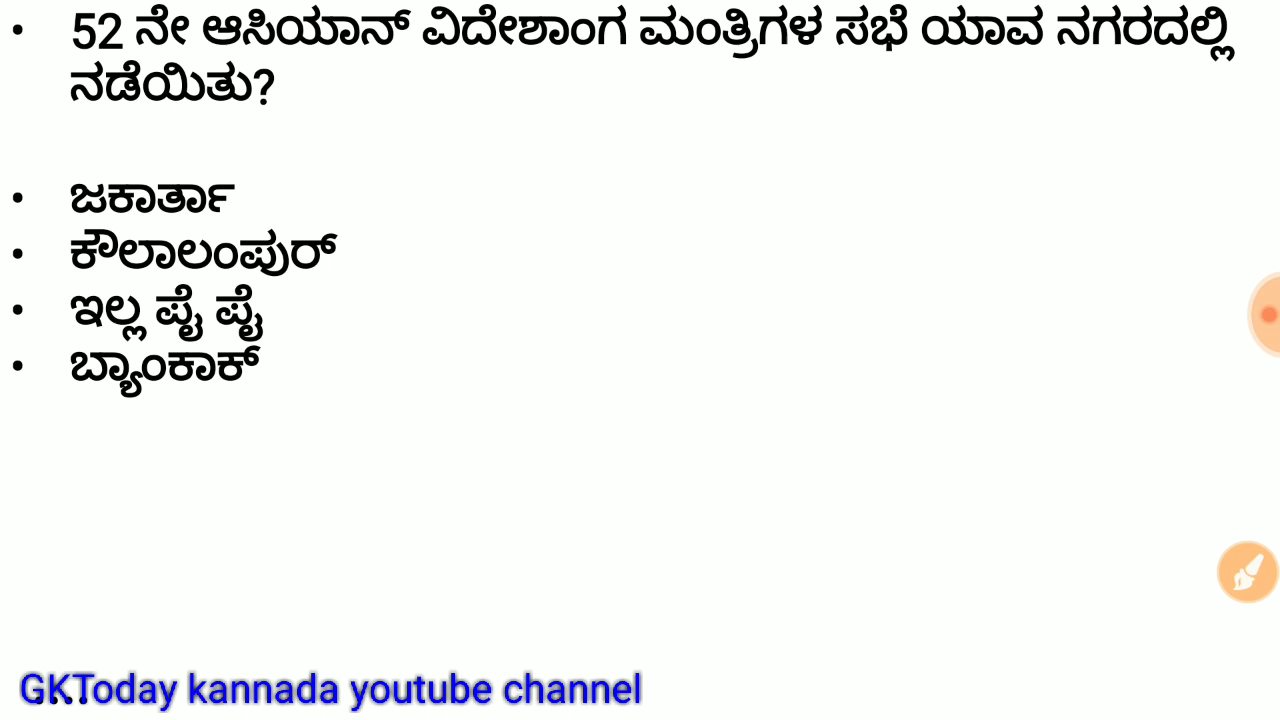 • 52 ನೇ ಆಸಿಯಾನ್ ವಿದೇಶಾಂಗ ಮಂತ್ರಿಗಳ ಸಭೆ ಯಾವ ನಗರದಲ್ಲಿ
ನಡೆಯಿತು?
• ಜಕಾರ್ತಾ
• ಕೌಲಾಲಂಪುರ್
• ಇಲ್ಲ ಪೈ ಪೈ
• ಬ್ಯಾಂಕಾಕ್
GKToday kannada youtube channel